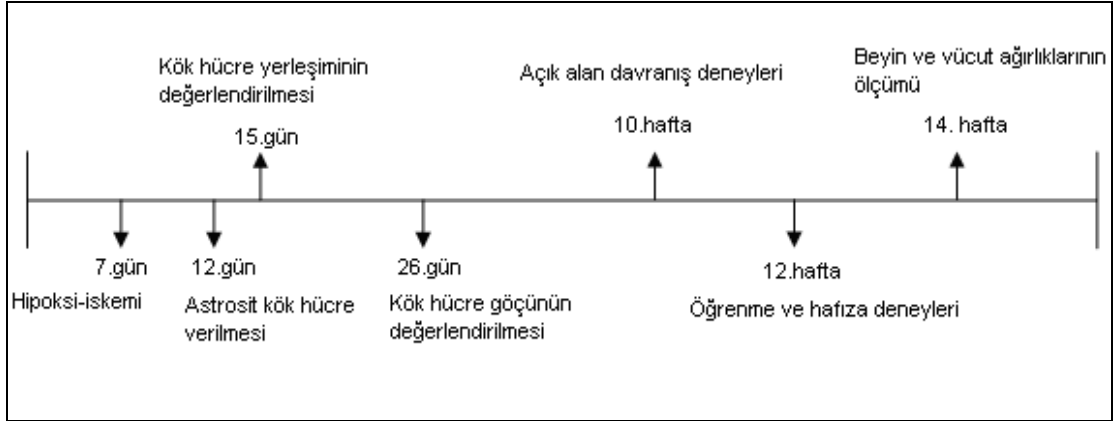 Kök hücre yerleşiminin
değerlendirilmesi
15.gün
Açık alan davranış deneyleri
10.hafta
Beyin ve vücut ağırlıklarının
ölçümü
14. hafta
7.gün
Hipoksi-iskemi
12.gün
Astrosit kök hücre
verilmesi
26.gün
Kök hücre göçünün
değerlendirilmesi
12.hafta
Öğrenme ve hafıza deneyleri